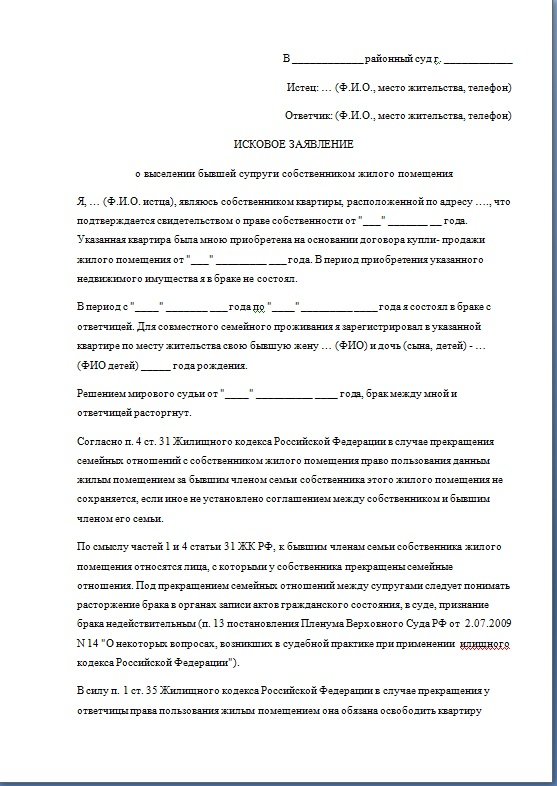 В _____________ районный суд г. _____________
Истец: … (Ф.И.О., место жительства, телефон)
Ответчик: (Ф.И.О., место жительства, телефон)
ИСКОВОЕ ЗАЯВЛЕНИЕ
о выселении бывшей супруги собственником жилого помещения
Я, … (Ф.И.О. истца), являюсь собственником квартиры, расположенной по адресу …., что
подтверждается свидетельством о праве собственности от "___" _______ __ года.
Указанная квартира была мною приобретена на основании договора купли- продажи
жилого помещения от "___" _________ ___ года. В период приобретения указанного
недвижимого имущества я в браке не состоял.
В период с "____" ________ ___ года по "____" _________ ____ года я состоял в браке с
ответчицей. Для совместного семейного проживания я зарегистрировал в указанной
квартире по месту жительства свою бывшую жену … (ФИО) и дочь (сына, детей) - …
(ФИО детей) _____ года рождения.
Решением мирового судьи от "____" __________ ____ года, брак между мной и
ответчицей расторгнут.
Согласно п. 4 ст. 31 Жилищного кодекса Российской Федерации в случае прекращения
семейных отношений с собственником жилого помещения право пользования данным
жилым помещением за бывшим членом семьи собственника этого жилого помещения не
сохраняется, если иное не установлено соглашением между собственником и бывшим
членом его семьи.
По смыслу частей 1 и 4 статьи 31 ЖК РФ, к бывшим членам семьи собственника жилого
помещения относятся лица, с которыми у собственника прекращены семейные
отношения. Под прекращением семейных отношений между супругами следует понимать
расторжение брака в органах записи актов гражданского состояния, в суде, признание
брака недействительным (п. 13 постановления Пленума Верховного Суда РФ от 2.07.2009
N 14 "О некоторых вопросах, возникших в судебной практике при применении илищного
кодекса Российской Федерации").
В силу п. 1 ст. 35 Жилищного кодекса Российской Федерации в случае прекращения у
ответчицы права пользования жилым помещением она обязана освободить квартиру